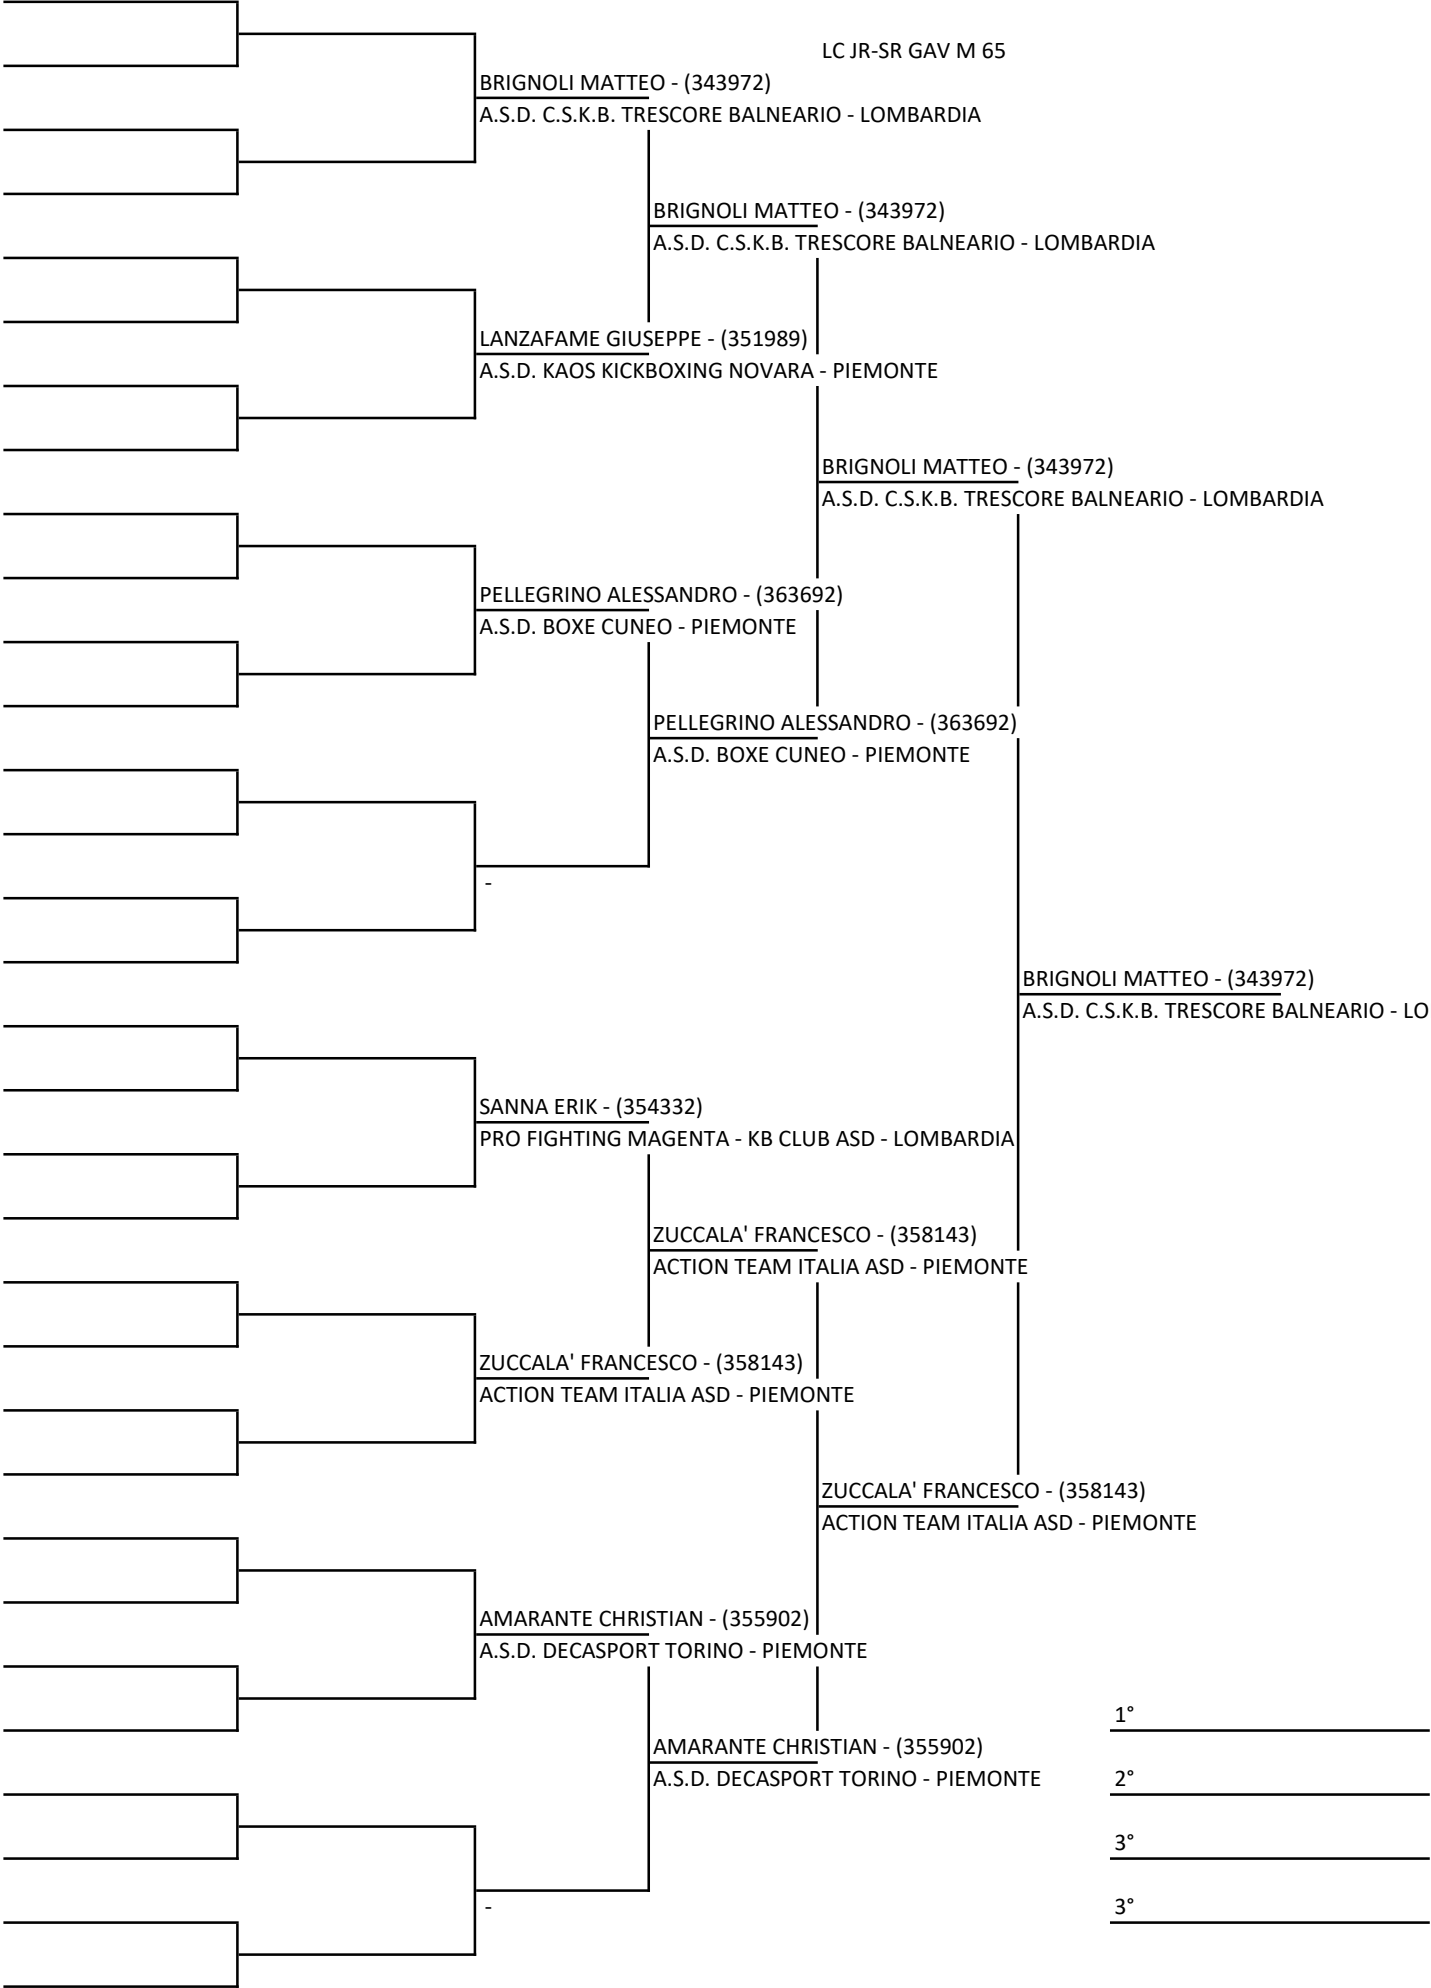 LC JR-SR GAV M 65
BRIGNOLI MATTEO - (343972)
A.S.D. C.S.K.B. TRESCORE BALNEARIO - LOMBARDIA
BRIGNOLI MATTEO - (343972)
A.S.D. C.S.K.B. TRESCORE BALNEARIO - LOMBARDIA
LANZAFAME GIUSEPPE - (351989)
A.S.D. KAOS KICKBOXING NOVARA - PIEMONTE
BRIGNOLI MATTEO - (343972)
A.S.D. C.S.K.B. TRESCORE BALNEARIO - LOMBARDIA
PELLEGRINO ALESSANDRO - (363692)
A.S.D. BOXE CUNEO - PIEMONTE
PELLEGRINO ALESSANDRO - (363692)
A.S.D. BOXE CUNEO - PIEMONTE
-
BRIGNOLI MATTEO - (343972)
A.S.D. C.S.K.B. TRESCORE BALNEARIO - LO
SANNA ERIK - (354332)
PRO FIGHTING MAGENTA - KB CLUB ASD - LOMBARDIA
ZUCCALA' FRANCESCO - (358143)
ACTION TEAM ITALIA ASD - PIEMONTE
ZUCCALA' FRANCESCO - (358143)
ACTION TEAM ITALIA ASD - PIEMONTE
ZUCCALA' FRANCESCO - (358143)
ACTION TEAM ITALIA ASD - PIEMONTE
AMARANTE CHRISTIAN - (355902)
A.S.D. DECASPORT TORINO - PIEMONTE
AMARANTE CHRISTIAN - (355902)
A.S.D. DECASPORT TORINO - PIEMONTE
-
1°
2°
3°
3°